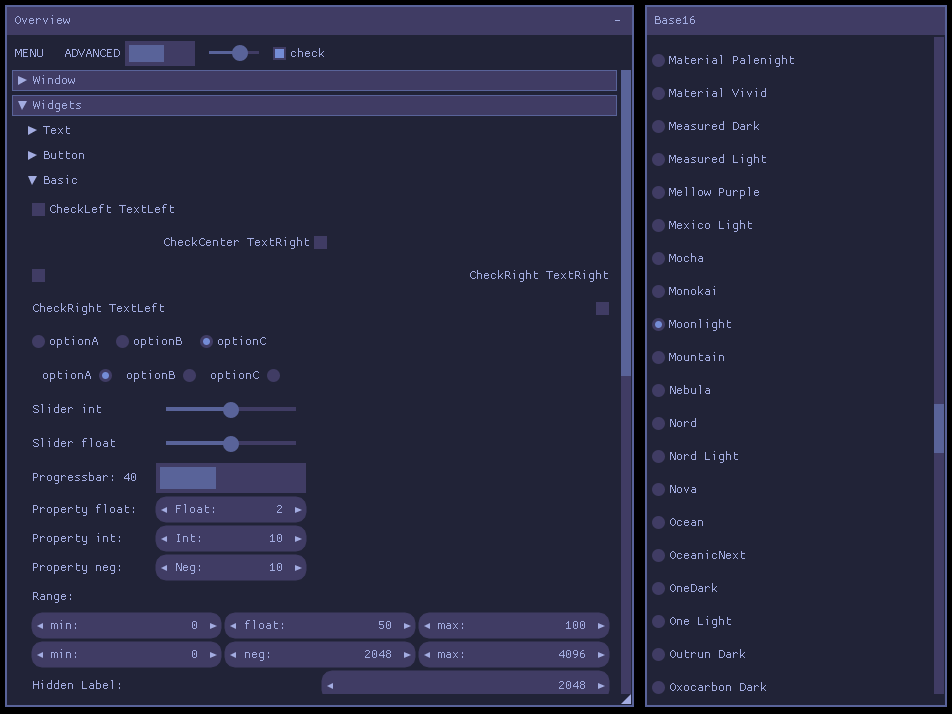 Overview
MENU ADVANCED check
Window
Widgets
Text
Button
Basic
CheckLeft TextLeft
CheckCenter TextRight
CheckRight TextRight
CheckRight TextLeft
optionA optionB optionC
optionA optionB optionC
Slider int
Slider float
Progressbar: 40
Property float: Float: 2
Property int: Int: 10
Property neg: Neg: 10
Range:
min: 0 float: 50 max: 100
min: 0 neg: 2048 max: 4096
Hidden Label: 2048
Base16
Material Palenight
Material Vivid
Measured Dark
Measured Light
Mellow Purple
Mexico Light
Mocha
Monokai
Moonlight
Mountain
Nebula
Nord
Nord Light
Nova
Ocean
OceanicNext
OneDark
One Light
Outrun Dark
Oxocarbon Dark